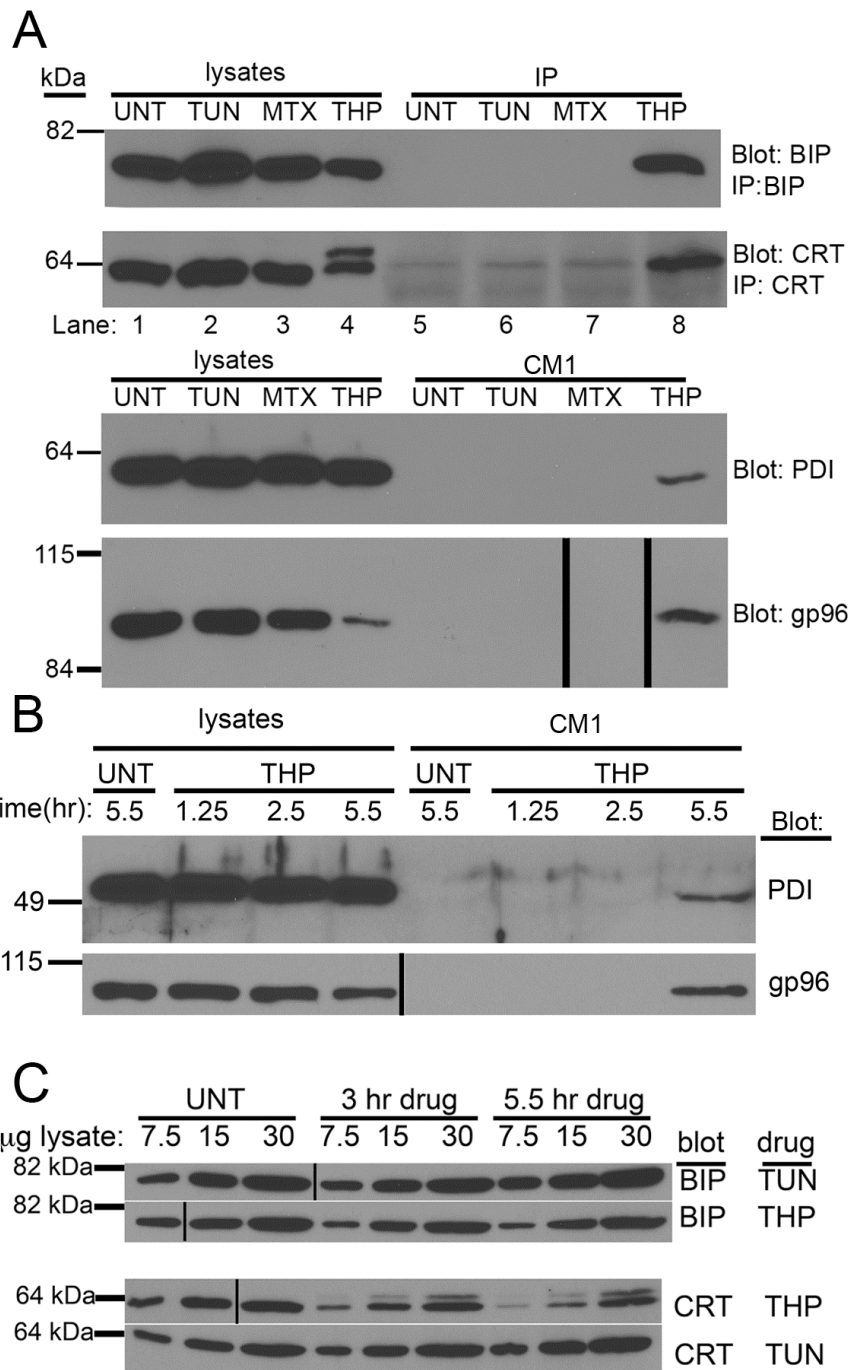 A
kDa lysates IP
UNT TUN MTX THP UNT TUN MTX THP
82
Blot: BIP
IP:BIP
64
Blot: CRT
IP: CRT
Lane: 1 2 3 4 5 6 7 8
lysates CM1
UNT TUN MTX THP UNT TUN MTX THP
64
Blot: PDI
115
Blot: gp96
84
B
lysates CM1
UNT THP UNT THP
ime(hr): 5.5 1.25 2.5 5.5 5.5 1.25 2.5 5.5
Blot:
49 PDI
115
gp96
C
UNT 3 hr drug 5.5 hr drug
μg lysate: 7.5 15 30 7.5 15 30 7.5 15 30 blot drug
82 kDa BIP TUN
82 kDa BIP THP
64 kDa CRT THP
64 kDa CRT TUN